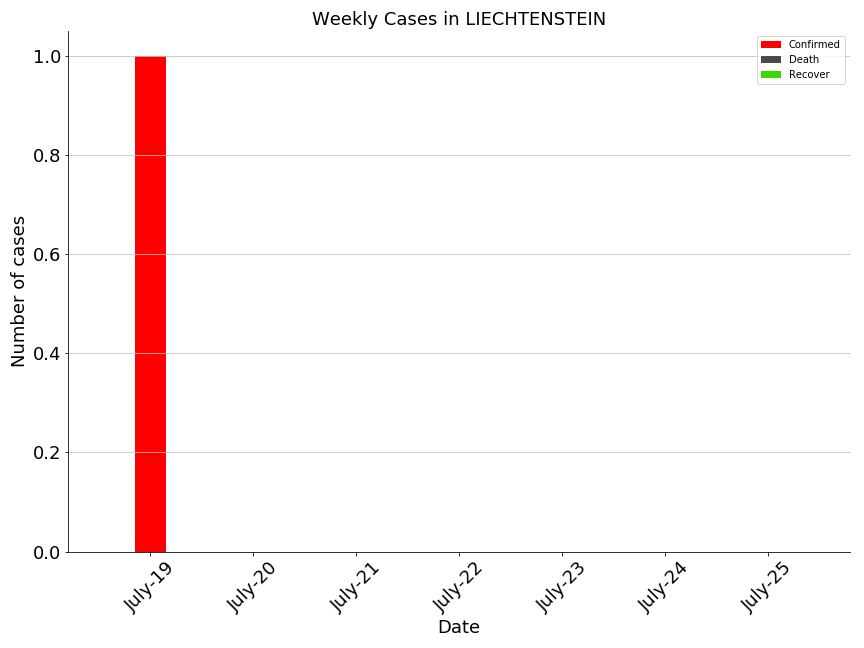 Weekly Cases in LIECHTENSTEIN
Confirmed
Death
Recover
Number of cases
1.0
0.8
0.6
0.4
0.2
0.0
July-19
July-20
July-21
July-22
July-23
July-24
July-25
Date